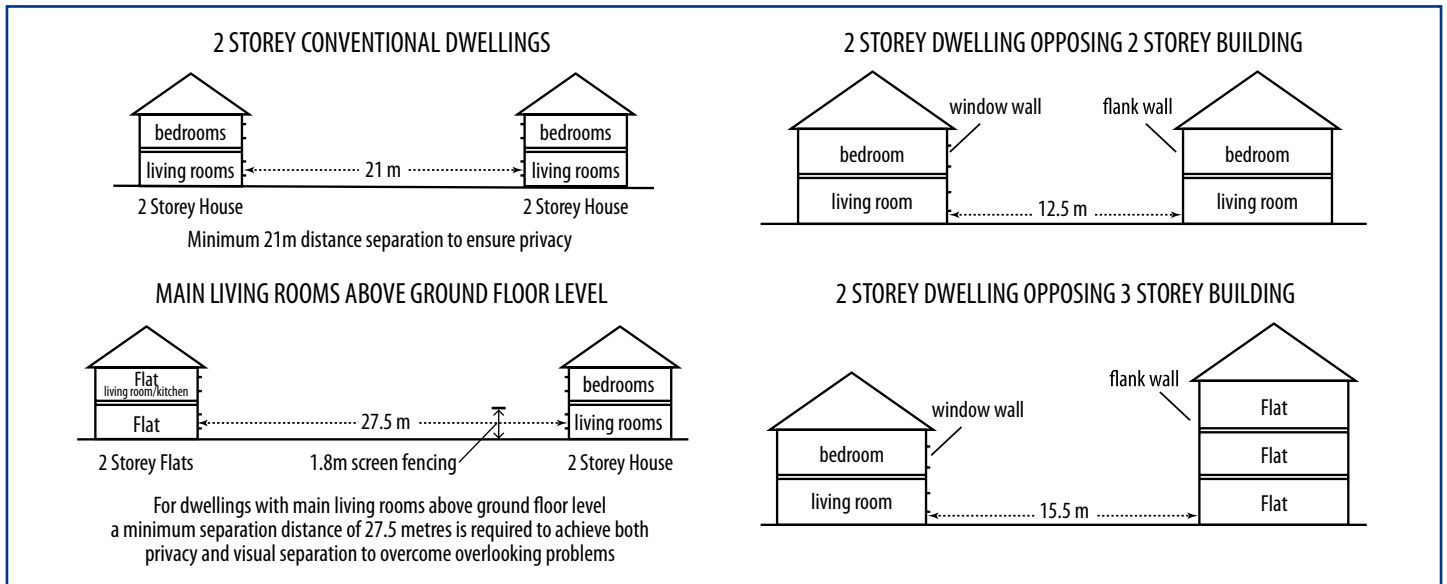 2 STOREY CONVENTIONAL DWELLINGS
bedrooms
living rooms
21 m
bedrooms
living rooms
2 Storey House
2 Storey House
Minimum 21m distance separation to ensure privacy
2 STOREY DWELLING OPPOSING 2 STOREY BUILDING
window wall
flank wall
bedroom
living room
12.5 m
bedroom
living room
MAIN LIVING ROOMS ABOVE GROUND FLOOR LEVEL
Flat
living room/kitchen
Flat
27.5 m
bedrooms
living rooms
2 Storey Flats
1.8m screen fencing
2 Storey House
For dwellings with main living rooms above ground floor level
a minimum separation distance of 27.5 metres is required to achieve both
privacy and visual separation to overcome overlooking problems
2 STOREY DWELLING OPPOSING 3 STOREY BUILDING
flank wall
window wall
bedroom
living room
15.5 m
Flat
Flat
Flat